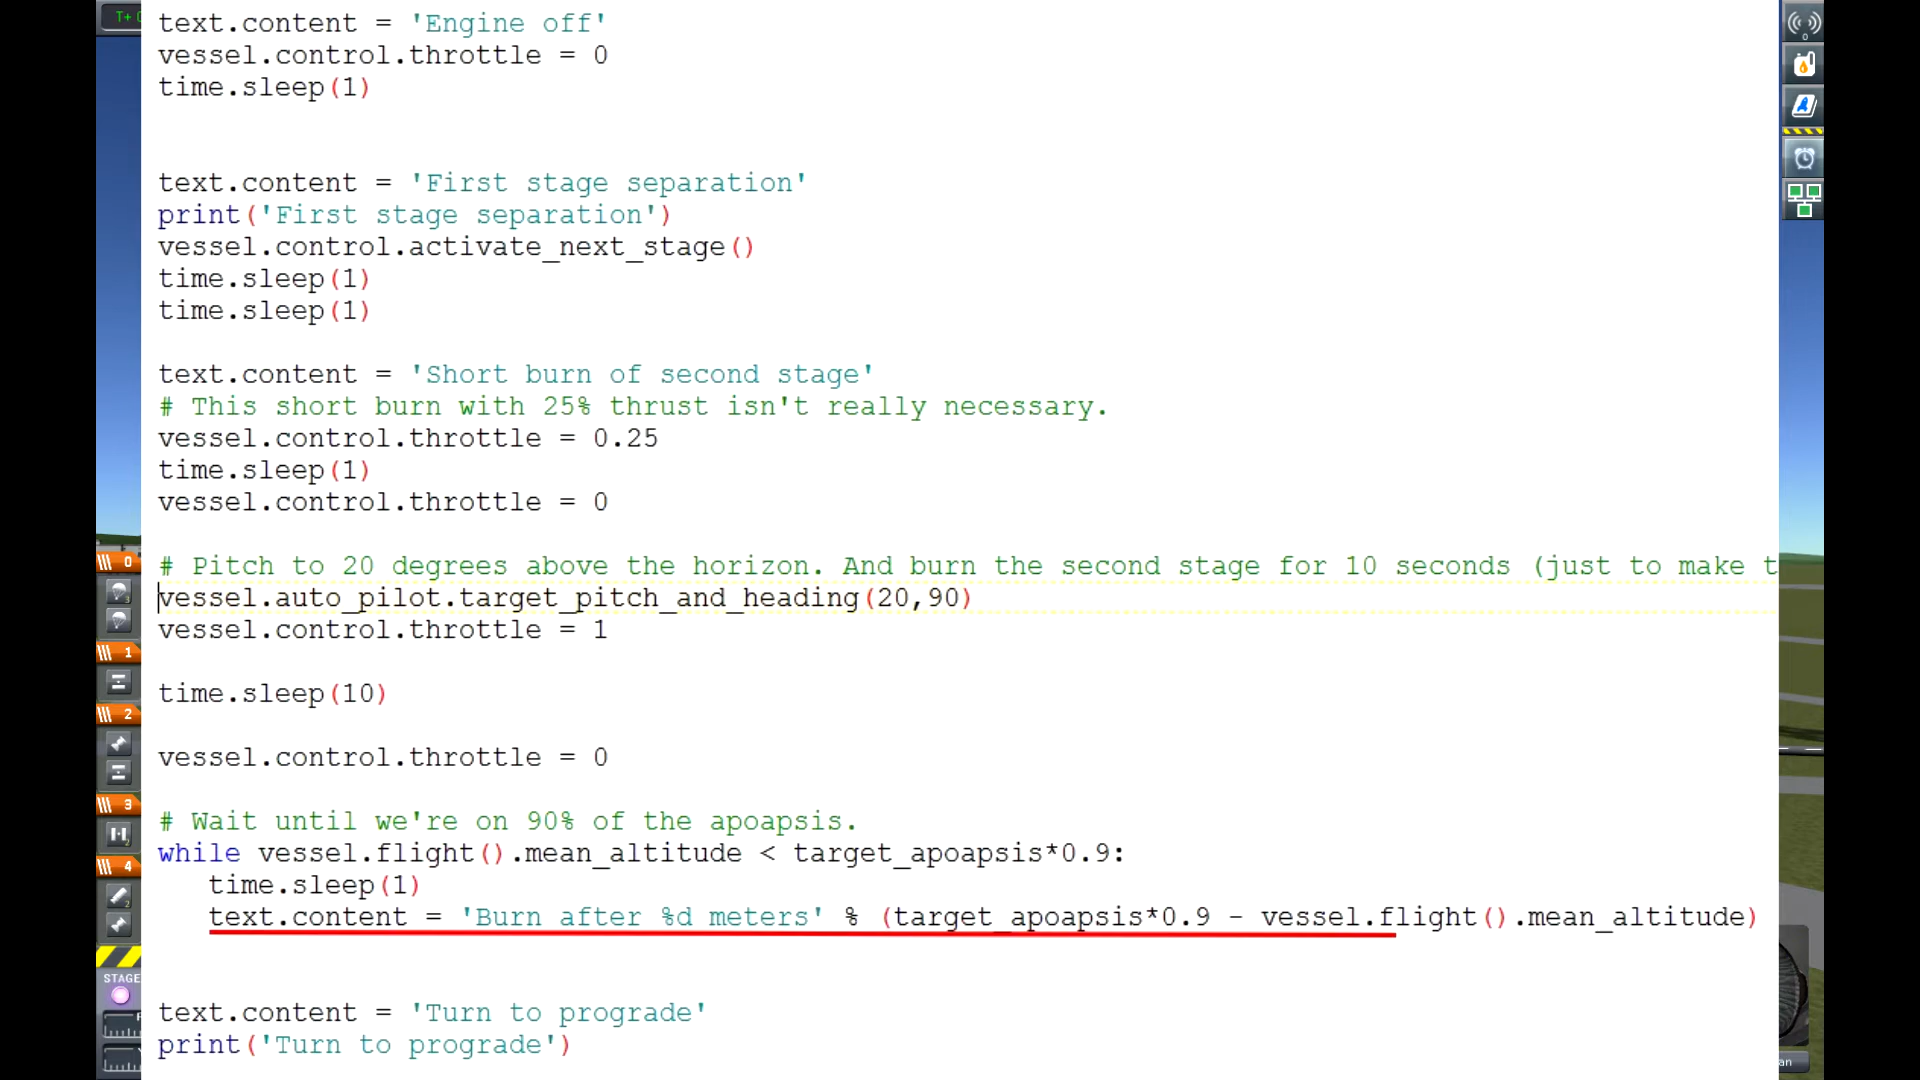 T+
text.content = 'Engine off'
vessel.control.throttle = 0
time.sleep(1)
text.content = 'First stage separation'
print('First stage separation')
vessel.control.activate_next_stage()
time.sleep(1)
time.sleep(1)
text.content = 'Short burn of second stage'
# This short burn with 25% thrust isn't really necessary.
vessel.control.throttle = 0.25
time.sleep(1)
vessel.control.throttle = 0
# Pitch to 20 degrees above the horizon. And burn the second stage for 10 seconds (just to make t
vessel.auto_pilot.target_pitch_and_heading(20,90)
vessel.control.throttle = 1
time.sleep(10)
vessel.control.throttle = 0
# Wait until we're on 90% of the apoapsis.
while vessel.flight().mean_altitude < target_apoapsis*0.9:
time.sleep(1)
text.content = 'Burn after %d meters' % (target_apoapsis*0.9 - vessel.flight().mean_altitude)
text.content = 'Turn to prograde'
print('Turn to prograde')
0
1
2
3
4
STAGE